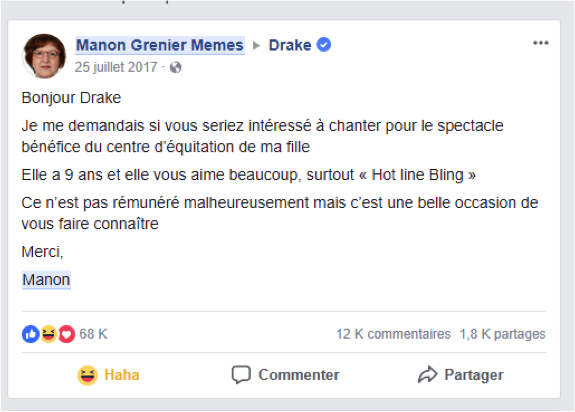 Manon Grenier Memes ▸ Drake
25 juillet 2017 ·
Bonjour Drake
Je me demandais si vous seriez intéressé à chanter pour le spectacle
bénéfice du centre d’équitation de ma fille
Elle a 9 ans et elle vous aime beaucoup, surtout « Hot line Bling »
Ce n’est pas rémunéré malheureusement mais c’est une belle occasion de
vous faire connaître
Merci,
Manon
68 K 12 K commentaires 1,8 K partages
Haha Commenter Partager